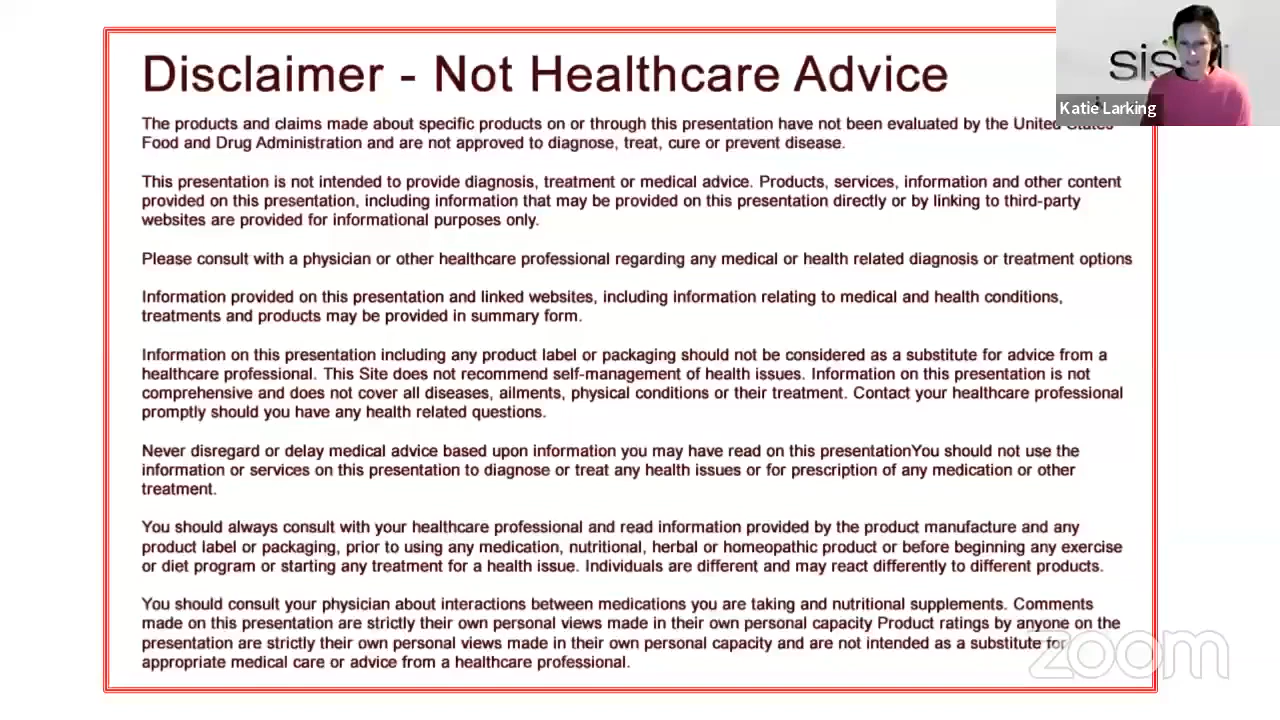 Disclaimer - Not Healthcare Advice
Katie Larking
The products and claims made about specific products on or through this presentation have not been evaluated by the United States
Food and Drug Administration and are not approved to diagnose, treat, cure or prevent disease.
This presentation is not intended to provide diagnosis, treatment or medical advice. Products, services, information and other content
provided on this presentation, including information that may be provided on this presentation directly or by linking to third-party
websites are provided for informational purposes only.
Please consult with a physician or other healthcare professional regarding any medical or health related diagnosis or treatment options
Information provided on this presentation and linked websites, including information relating to medical and health conditions,
treatments and products may be provided in summary form.
Information on this presentation including any product label or packaging should not be considered as a substitute for advice from a
healthcare professional. This Site does not recommend self-management of health issues. Information on this presentation is not
comprehensive and does not cover all diseases, ailments, physical conditions or their treatment. Contact your healthcare professional
promptly should you have any health related questions.
Never disregard or delay medical advice based upon information you may have read on this presentationYou should not use the
information or services on this presentation to diagnose or treat any health issues or for prescription of any medication or other
treatment.
You should always consult with your healthcare professional and read information provided by the product manufacture and any
product label or packaging, prior to using any medication, nutritional, herbal or homeopathic product or before beginning any exercise
or diet program or starting any treatment for a health issue. Individuals are different and may react differently to different products.
You should consult your physician about interactions between medications you are taking and nutritional supplements. Comments
made on this presentation are strictly their own personal views made in their own personal capacity Product ratings by anyone on the
presentation are strictly their own personal views made in their own personal capacity and are not intended as a substitute for
appropriate medical care or advice from a healthcare professional.
zoom